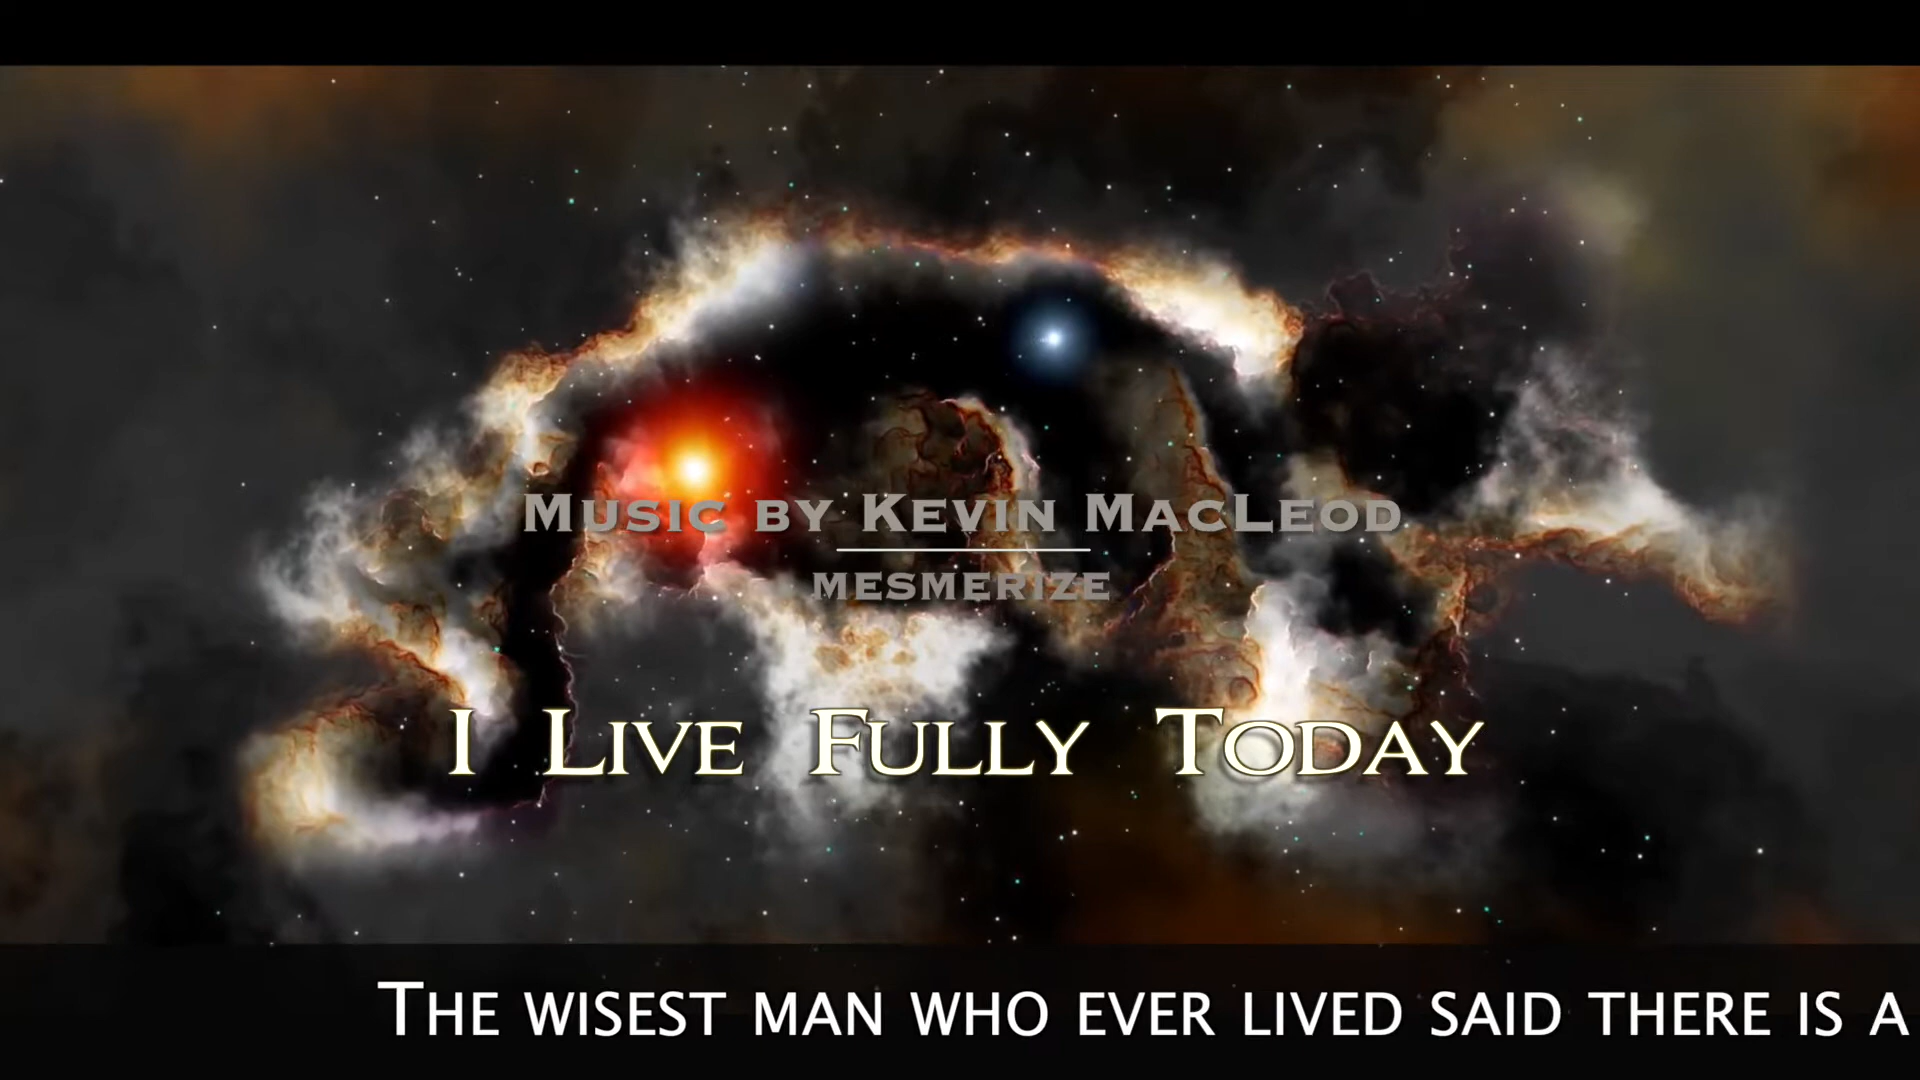 Music by Kevin MacLeod
MESMERIZE
I Live Fully Today
The wisest man who ever lived said there is a